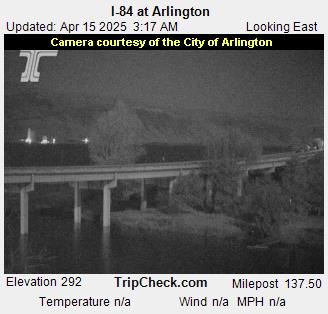 I-84 at Arlington
Updated: Apr 15 2025 3:17 AM Looking East
Camera courtesy of the City of Arlington
Elevation 292 TripCheck.com Milepost 137.50
Temperature n/a Wind n/a MPH n/a